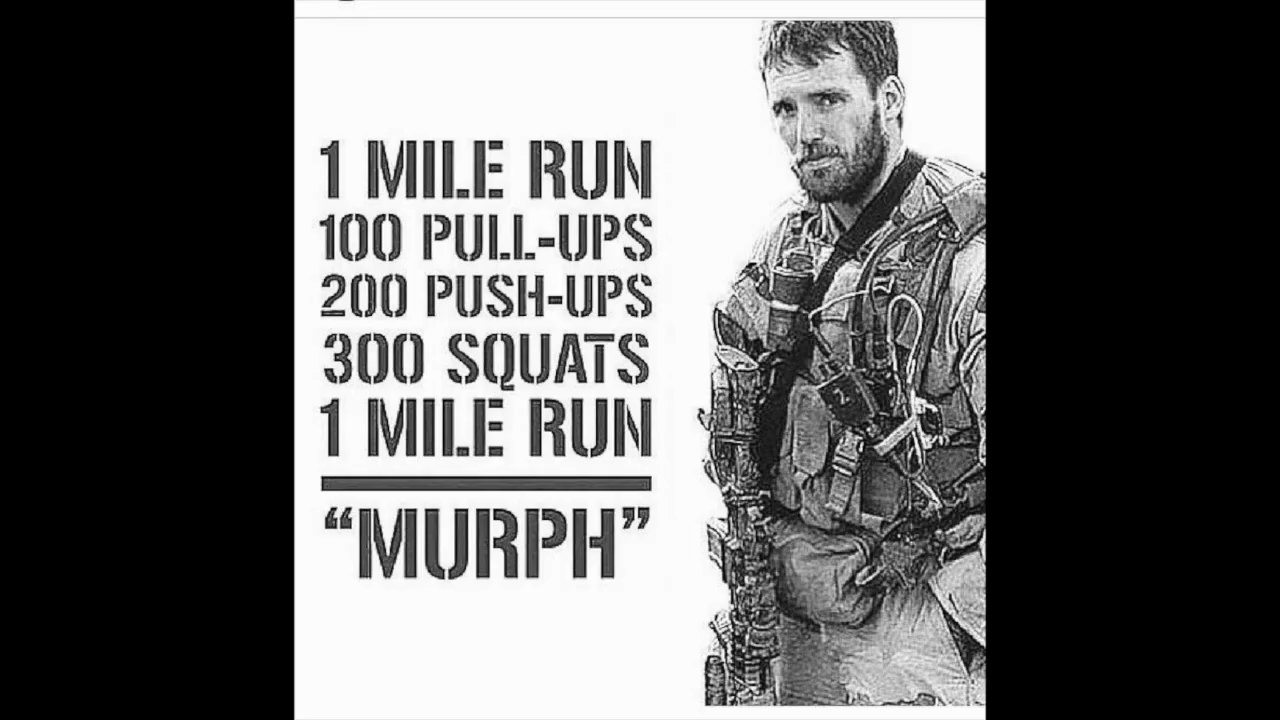 1 MILE RUN
100 PULL-UPS
200 PUSH-UPS
300 SQUATS
1 MILE RUN
“MURPH”